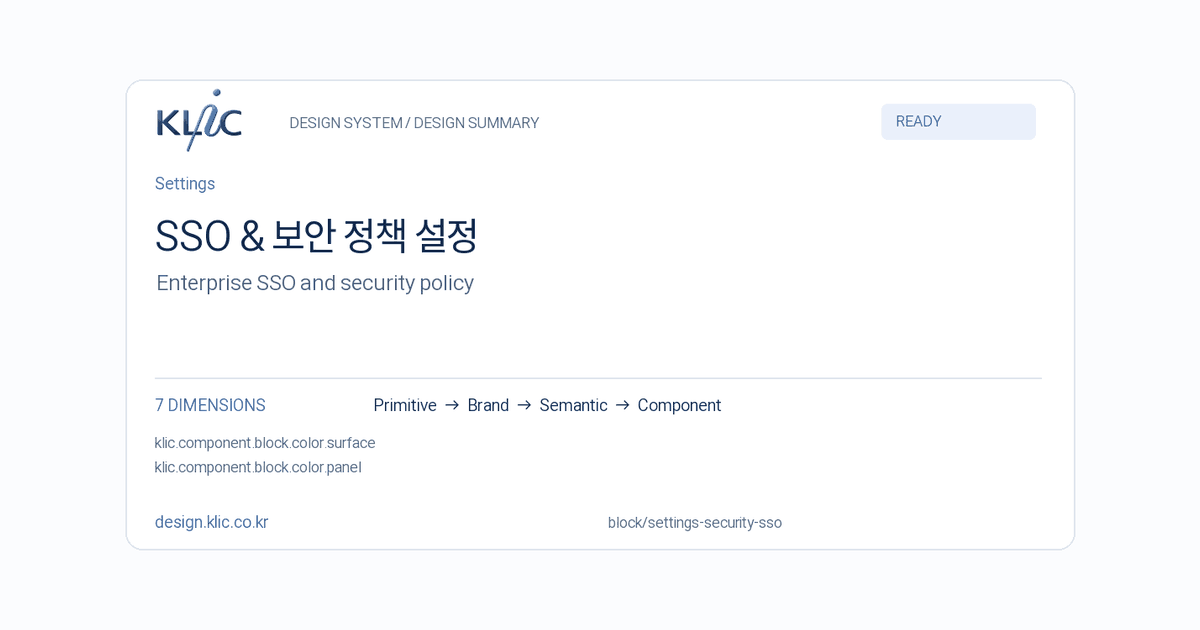 KLiC
DESIGN SYSTEM / DESIGN SUMMARY
READY
Settings
SSO & 보안 정책 설정
Enterprise SSO and security policy
7 DIMENSIONS
Primitive → Brand → Semantic → Component
klic.component.block.color.surface
klic.component.block.color.panel
design.klic.co.kr
block/settings-security-sso